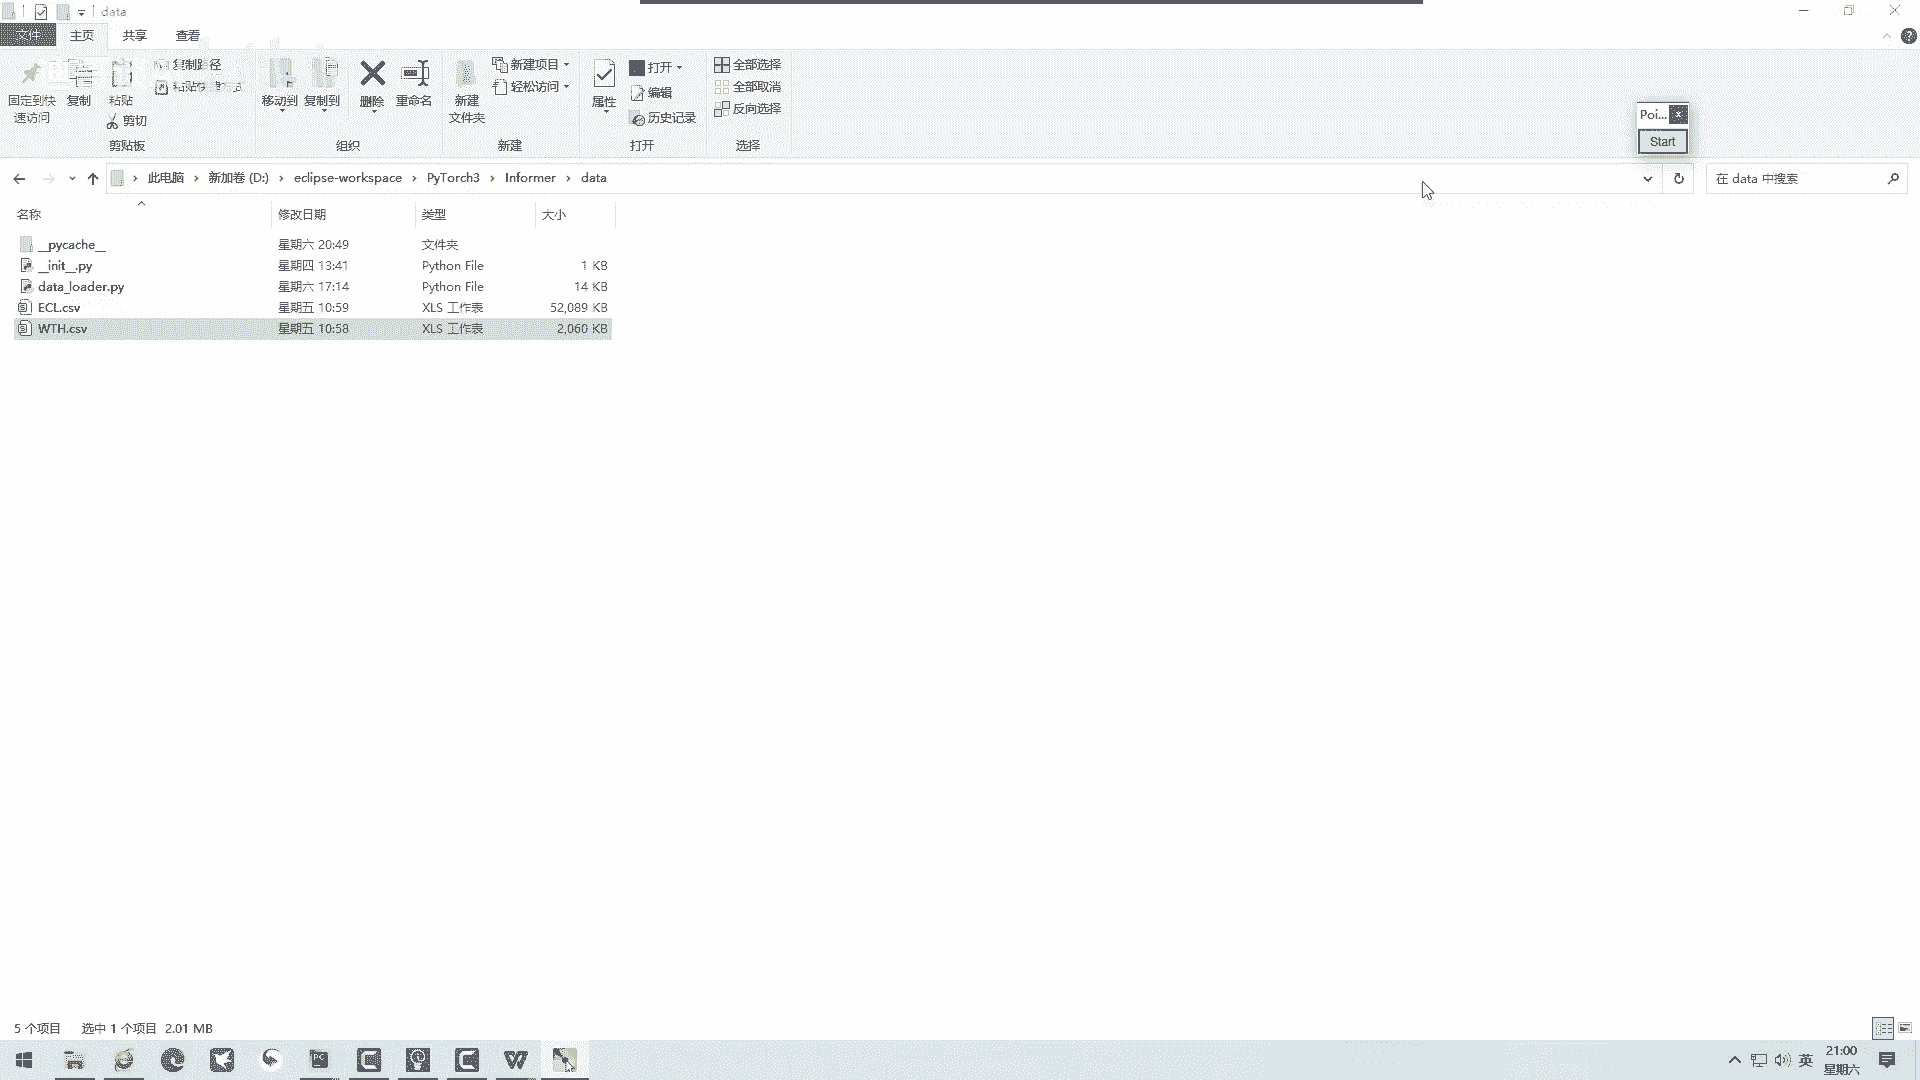 data
文件 主页 共享 查看
固定到快速访问
复制
粘贴
复制路径
剪切
剪贴板
移动到
复制到
删除
重命名
组织
新建文件夹
新建项目
轻松访问
新建
属性
打开
编辑
历史记录
打开
全部选择
全部取消
反向选择
选择
Poi... x
Start
此电脑 › 新加卷 (D:) › eclipse-workspace › PyTorch3 › Informer › data
在 data 中搜索
名称 修改日期 类型 大小
__pycache__ 星期六 20:49 文件夹
__init__.py 星期四 13:41 Python File 1 KB
data_loader.py 星期六 17:14 Python File 14 KB
ECL.csv 星期五 10:59 XLS 工作表 52,089 KB
WTH.csv 星期五 10:58 XLS 工作表 2,060 KB
5 个项目 选中 1 个项目 2.01 MB
PC
英
21:00
星期六